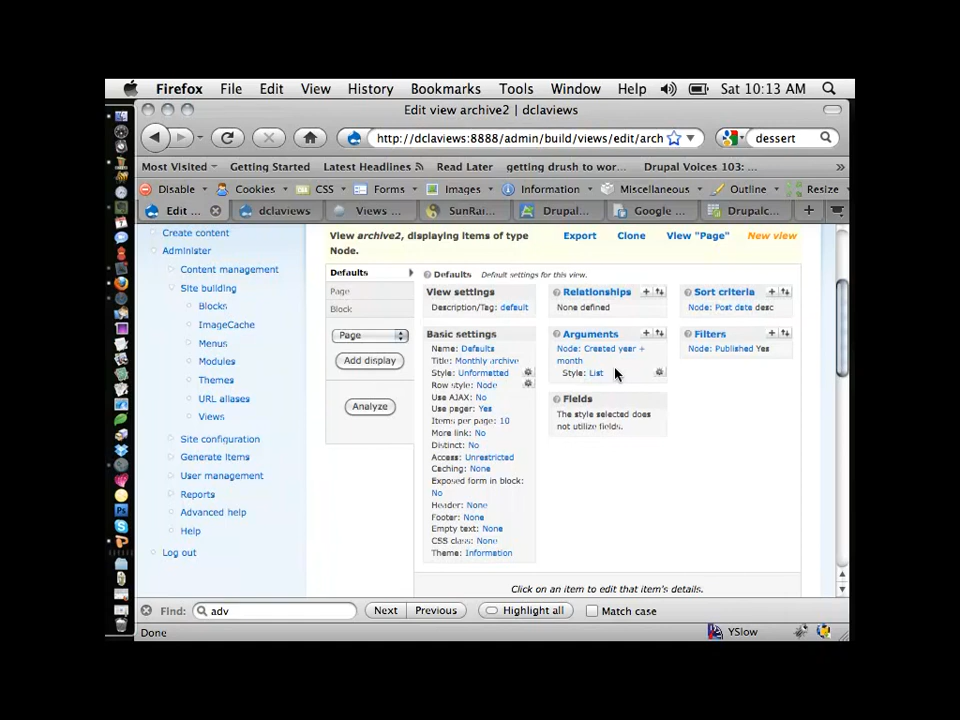 Firefox File Edit View History Bookmarks Tools Window Help Sat 10:13 AM
Edit view archive2 | dclaviews
http://dclaviews:8888/admin/build/views/edit/arch dessert
Most Visited Getting Started Latest Headlines Read Later getting drush to wor... Drupal Voices 103: ... »
Disable Cookies CSS Forms Images Information Miscellaneous Outline Resize
Edit ... dclaviews Views ... SunRai... Drupal... Google ... Drupalc...
Create content
Administer
Content management
Site building
Blocks
ImageCache
Menus
Modules
Themes
URL aliases
Views
Site configuration
Generate items
User management
Reports
Advanced help
Help
Log out
View archive2, displaying items of type
Node.
Export Clone View "Page" New view
Defaults
Page
Block
Page
Add display
Analyze
Defaults Default settings for this view.
View settings
Description/Tag: default
Basic settings
Name: Defaults
Title: Monthly archive
Style: Unformatted
Row style: Node
Use AJAX: No
Use pager: Yes
Items per page: 10
More link: No
Distinct: No
Access: Unrestricted
Caching: None
Exposed form in block:
No
Header: None
Footer: None
Empty text: None
CSS class: None
Theme: Information
Relationships
None defined
Arguments
Node: Created year +
month
Style: List
Fields
The style selected does
not utilize fields.
Sort criteria
Node: Post date desc
Filters
Node: Published Yes
Click on an item to edit that item's details.
Find: adv Next Previous Highlight all Match case
Done YSlow